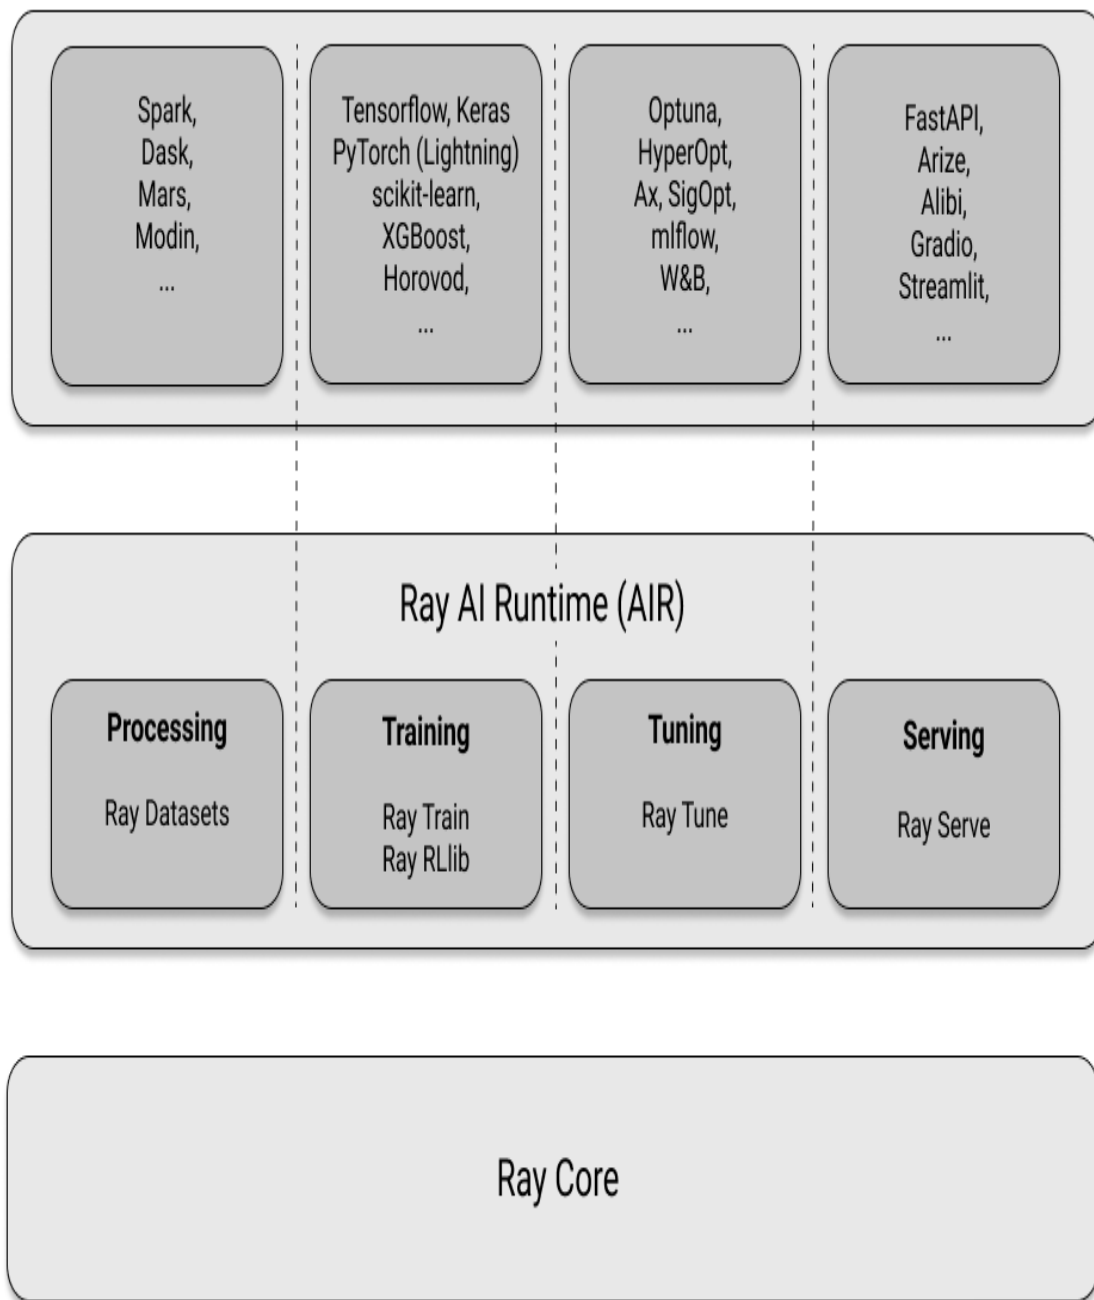 Spark,
Dask,
Mars,
Modin,
...
Tensorflow, Keras
PyTorch (Lightning)
scikit-learn,
XGBoost,
Horovod,
...
Optuna,
HyperOpt,
Ax, SigOpt,
mlflow,
W&B,
...
FastAPI,
Arize,
Alibi,
Gradio,
Streamlit,
...
Ray AI Runtime (AIR)
Processing
Ray Datasets
Training
Ray Train
Ray RLlib
Tuning
Ray Tune
Serving
Ray Serve
Ray Core